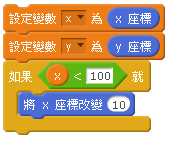 設定變數 x 為 x 座標
設定變數 y 為 y 座標
如果 x < 100 就
將 x 座標改變 10